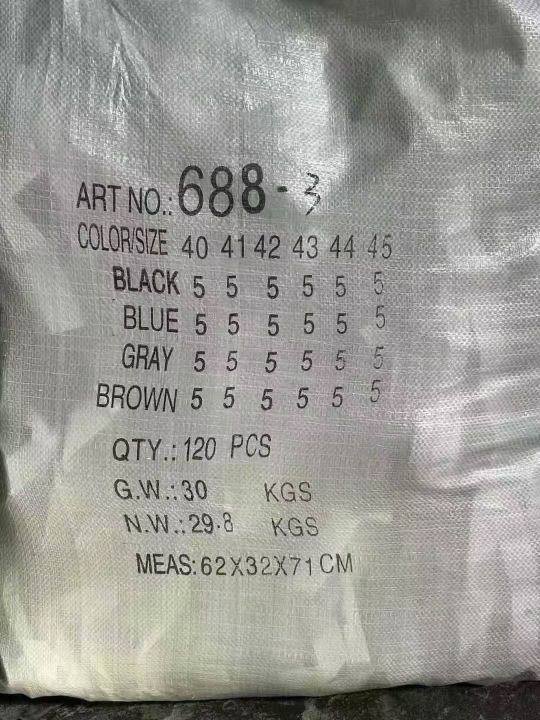 ART NO.: 688-3
COLOR/SIZE 40 41 42 43 44 45
BLACK 5 5 5 5 5 5
BLUE 5 5 5 5 5 5
GRAY 5 5 5 5 5 5
BROWN 5 5 5 5 5 5
QTY.: 120 PCS
G.W.: 30 KGS
N.W.: 29.8 KGS
MEAS: 62X32X71CM